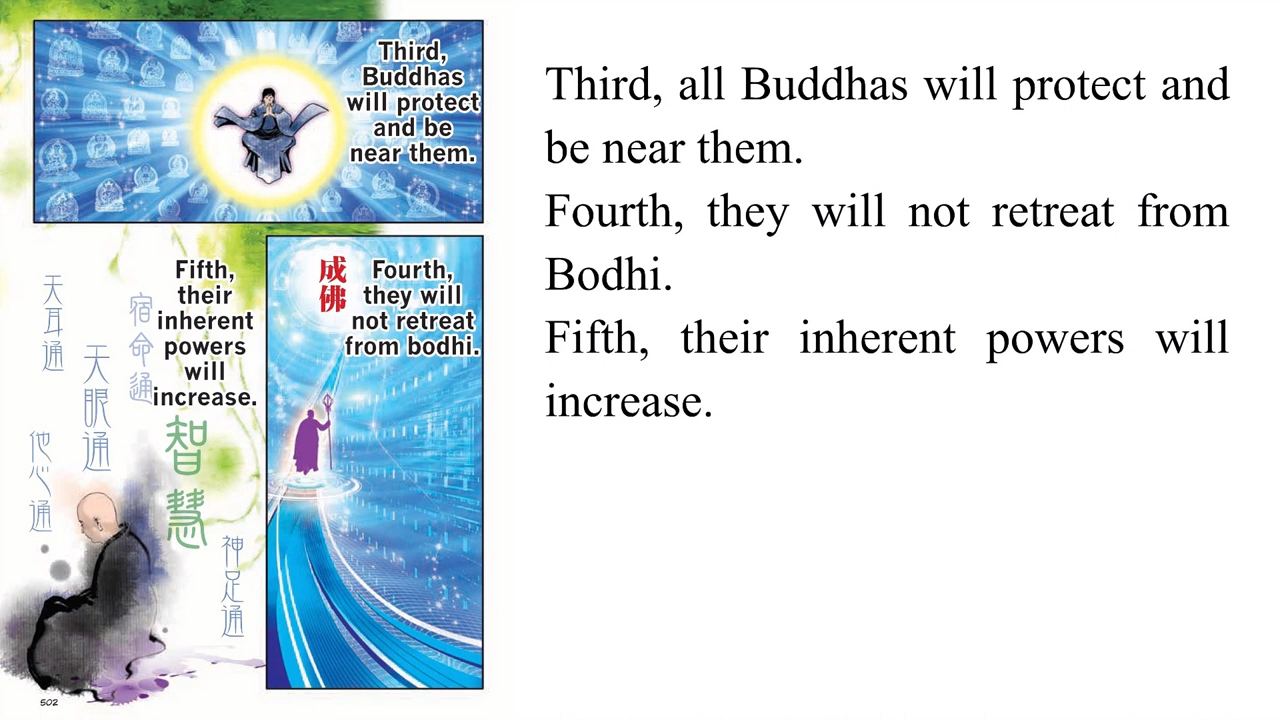 Third,
Buddhas
will protect
and be
near them.
Fifth,
their
inherent
powers
will
increase.
成佛
Fourth,
they will
not retreat
from bodhi.
天耳通
宿命通
天眼通
他心通
智慧
神足通
502
Third, all Buddhas will protect and
be near them.
Fourth, they will not retreat from
Bodhi.
Fifth, their inherent powers will
increase.